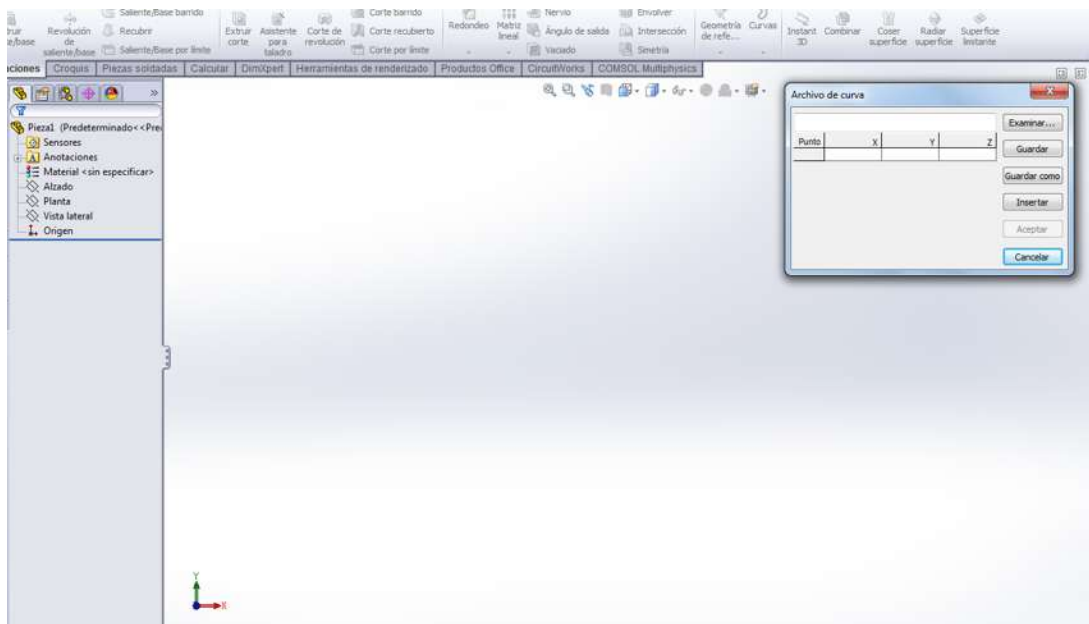 Saliente/Base barrido
Corte barrido
Nervio
Envolver
Revolución de saliente/base
Recubrir
Extruir corte
Asistente para taladro
Corte de revolución
Corte recubierto
Redondeo
Matriz lineal
Ángulo de salida
Intersección
Geometría de refe...
Curvas
Instant 3D
Combinar
Coser superficie
Radiar superficie
Superficie
Saliente/Base por límite
Corte por límite
Vaciado
Simetría
ciones Croquis Piezas soldadas Calcular DimXpert Herramientas de renderizado Productos Office CircuitWorks COMSOL Multiphysics
Pieza1 (Predeterminado<<Pre
Sensores
Anotaciones
Material <sin especificar>
Alzado
Planta
Vista lateral
Origen
Archivo de curva
Examinar...
Punto X Y Z
Guardar
Guardar como
Insertar
Aceptar
Cancelar
Y
X